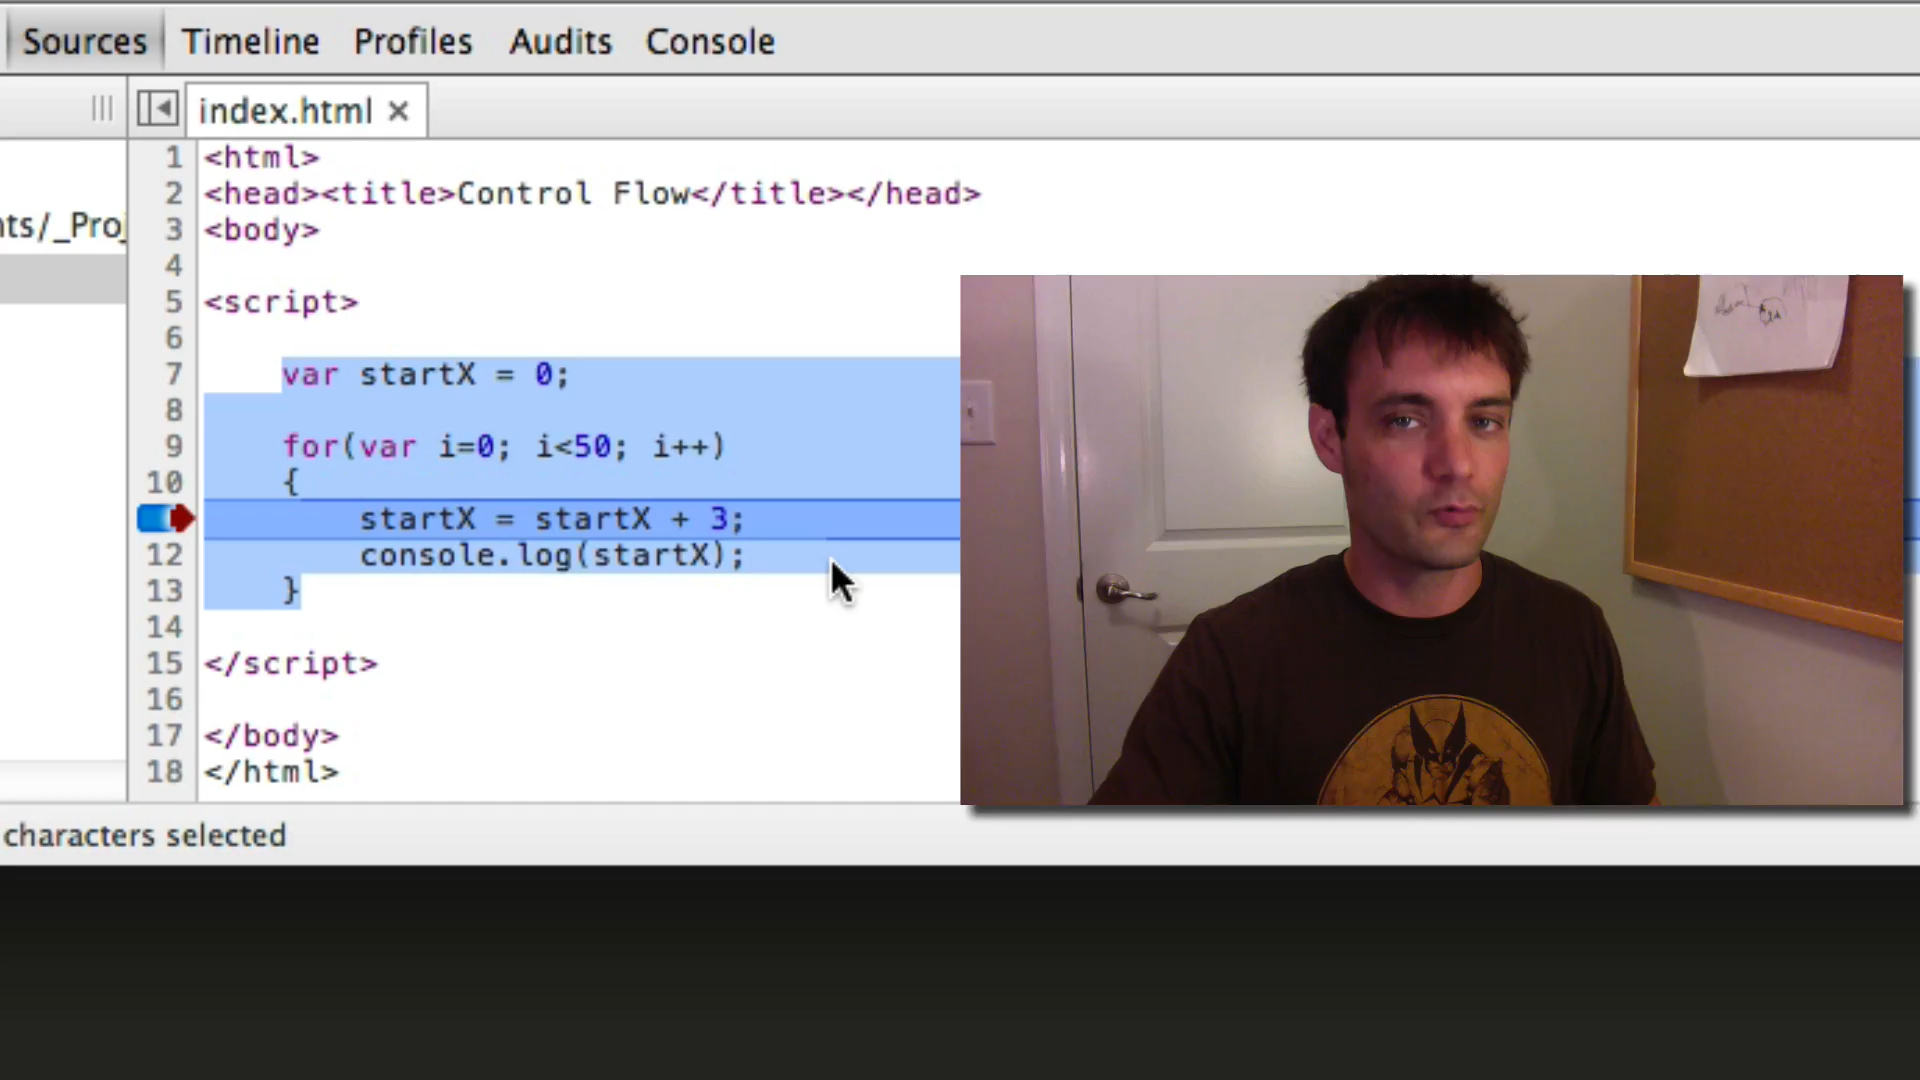 Sources Timeline Profiles Audits Console
index.html
1 <html>
2 <head><title>Control Flow</title></head>
3 <body>
4
5 <script>
6
7 var startX = 0;
8
9 for(var i=0; i<50; i++)
10 {
startX = startX + 3;
12 console.log(startX);
13 }
14
15 </script>
16
17 </body>
18 </html>
nts/_Proj
characters selected